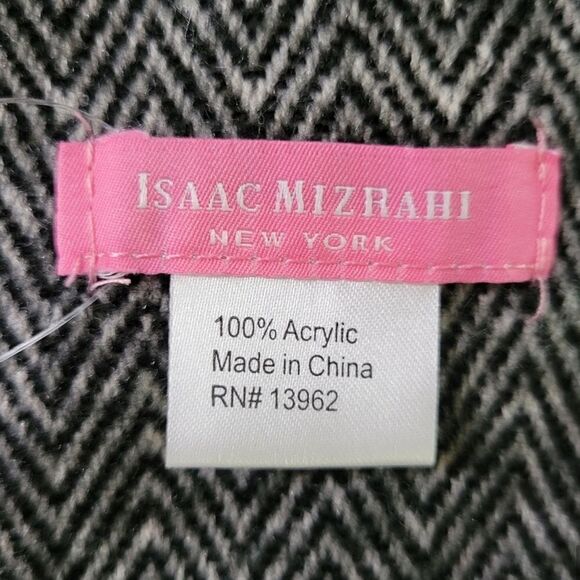 ISAAC MIZRAHI
NEW YORK
100% Acrylic
Made in China
RN# 13962